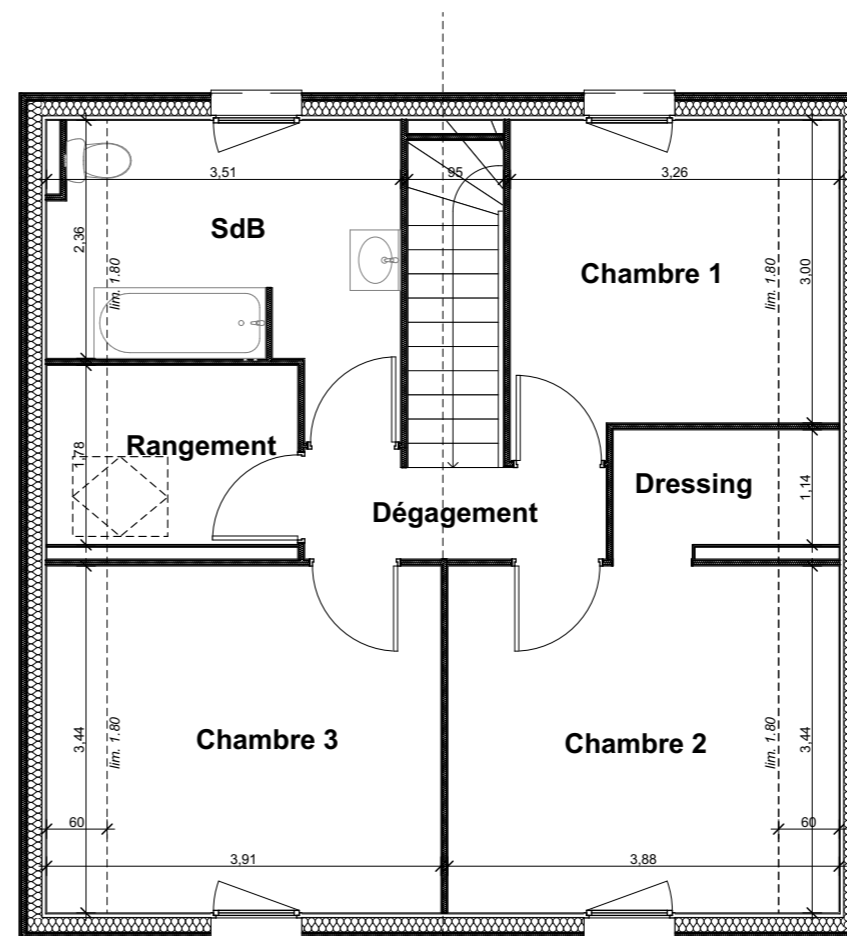 3,51
95
3,26
SdB
2,36
lim. 1.80
Chambre 1
lim. 1.80
3,00
Rangement
1,78
Dressing
1,14
Dégagement
Chambre 3
3,44
lim. 1.80
Chambre 2
lim. 1.80
3,44
60
60
3,91
3,88